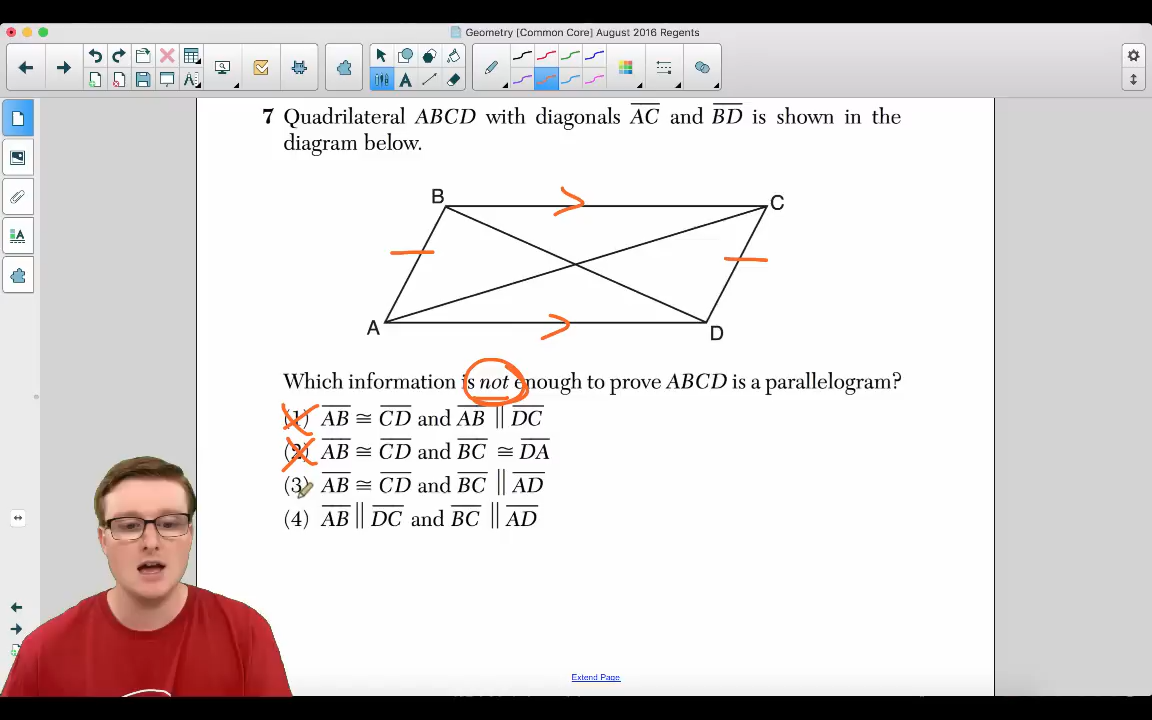 Geometry [Common Core] August 2016 Regents
7 Quadrilateral ABCD with diagonals AC and BD is shown in the
diagram below.
B
C
A
D
Which information is not enough to prove ABCD is a parallelogram?
(1) AB ≅ CD and AB || DC
(2) AB ≅ CD and BC ≅ DA
(3) AB ≅ CD and BC || AD
(4) AB || DC and BC || AD
Extend Page